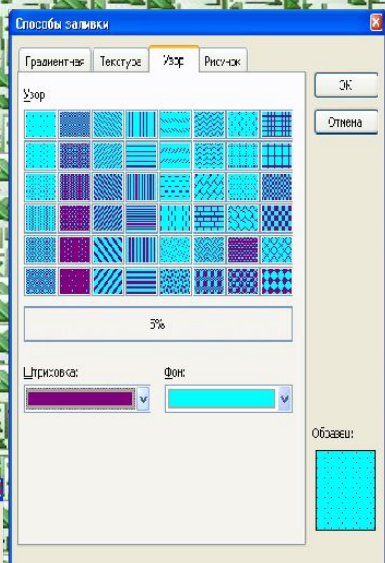 Способы заливки
Градиентная Текстура Узор Рисунок
Узор
ОК
Отмена
5%
Штриховка: Фон:
Образец: